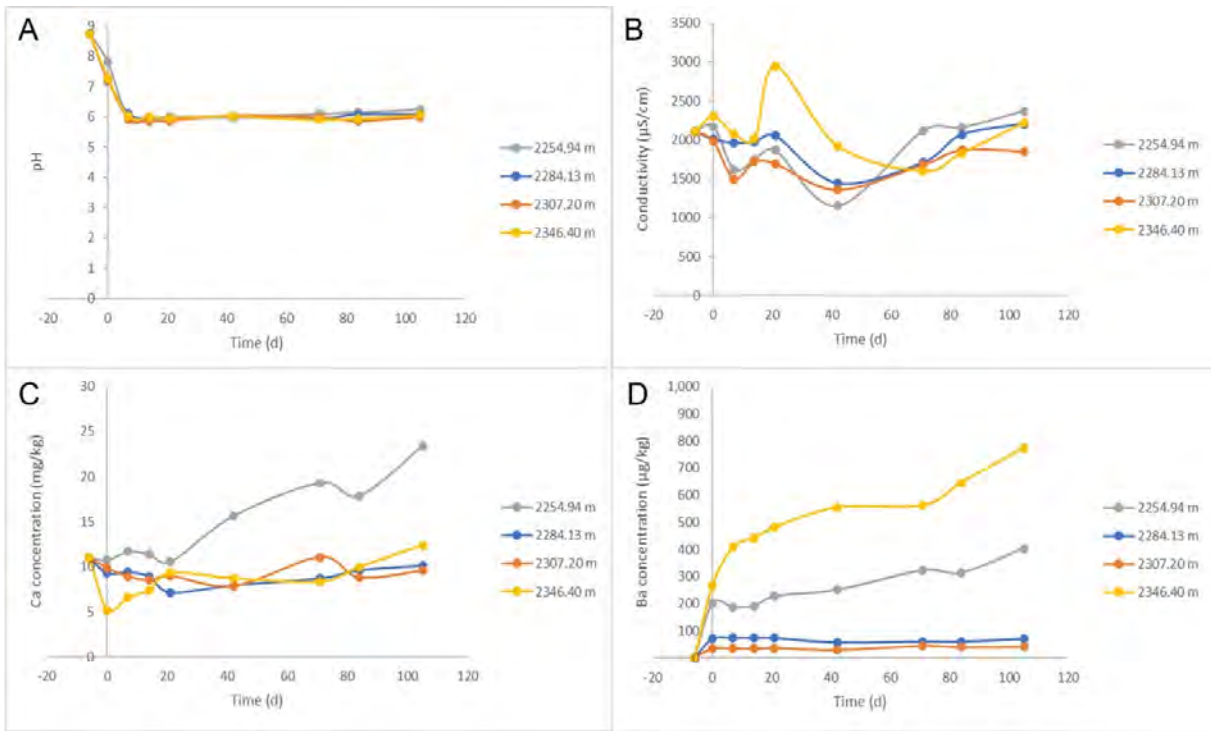 A
pH
9
8
7
6
5
4
3
2
1
0
-20 0 20 40 60 80 100 120
Time (d)
2254.94 m
2284.13 m
2307.20 m
2346.40 m
B
Conductivity (µS/cm)
3500
3000
2500
2000
1500
1000
500
0
-20 0 20 40 60 80 100 120
Time (d)
2254.94 m
2284.13 m
2307.20 m
2346.40 m
C
Ca concentration (mg/kg)
30
25
20
15
10
5
0
-20 0 20 40 60 80 100 120
Time (d)
2254.94 m
2284.13 m
2307.20 m
2346.40 m
D
Ba concentration (µg/kg)
1,000
900
800
700
600
500
400
300
200
100
-20 0 20 40 60 80 100 120
Time (d)
2254.94 m
2284.13 m
2307.20 m
2346.40 m